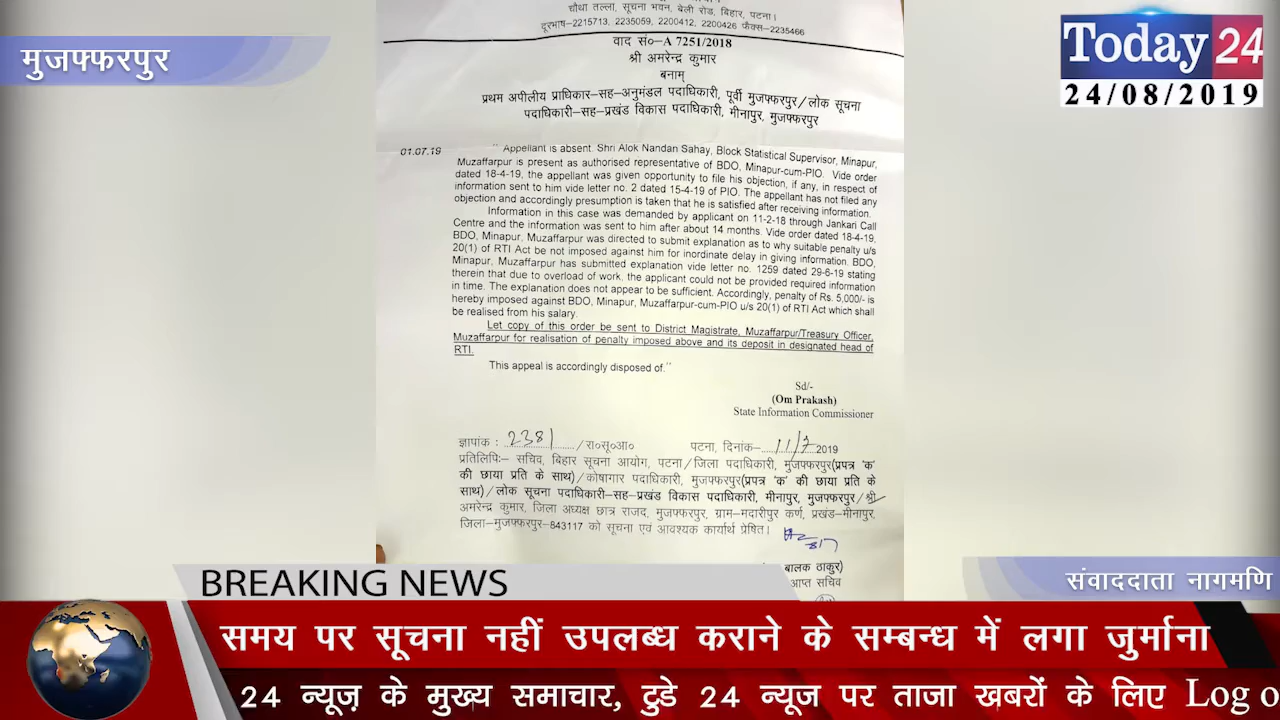 चौथा तल्ला, सूचना भवन, बेली रोड, बिहार, पटना।
दूरभाष–2215713, 2235059, 2200412, 2200426 फैक्स–2235466
वाद सं०–A 7251/2018
श्री अमरेन्द्र कुमार
बनाम्
प्रथम अपीलीय प्राधिकार–सह–अनुमंडल पदाधिकारी, पूर्वी मुजफ्फरपुर/लोक सूचना
पदाधिकारी–सह–प्रखंड विकास पदाधिकारी, मीनापुर, मुजफ्फरपुर
मुजफ्फरपुर
Today 24
24/08/2019
01.07.19
'' Appellant is absent. Shri Alok Nandan Sahay, Block Statistical Supervisor, Minapur,
Muzaffarpur is present as authorised representative of BDO, Minapur-cum-PIO. Vide order
dated 18-4-19, the appellant was given opportunity to file his objection, if any, in respect of
information sent to him vide letter no. 2 dated 15-4-19 of PIO. The appellant has not filed any
objection and accordingly presumption is taken that he is satisfied after receiving information.
Information in this case was demanded by applicant on 11-2-18 through Jankari Call
Centre and the information was sent to him after about 14 months. Vide order dated 18-4-19,
BDO, Minapur, Muzaffarpur was directed to submit explanation as to why suitable penalty u/s
20(1) of RTI Act be not imposed against him for inordinate delay in giving information. BDO,
Minapur, Muzaffarpur has submitted explanation vide letter no. 1259 dated 29-6-19 stating
therein that due to overload of work, the applicant could not be provided required information
in time. The explanation does not appear to be sufficient. Accordingly, penalty of Rs. 5,000/- is
hereby imposed against BDO, Minapur, Muzaffarpur-cum-PIO u/s 20(1) of RTI Act which shall
be realised from his salary.
Let copy of this order be sent to District Magistrate, Muzaffarpur/Treasury Officer,
Muzaffarpur for realisation of penalty imposed above and its deposit in designated head of
RTI.
This appeal is accordingly disposed of.''
Sd/-
(Om Prakash)
State Information Commissioner
ज्ञापांक : 2381 /रा०सू०आ० पटना, दिनांक–11/7 2019
प्रतिलिपिः– सचिव, बिहार सूचना आयोग, पटना/जिला पदाधिकारी, मुजफ्फरपुर(प्रपत्र 'क'
की छाया प्रति के साथ)/कोषागार पदाधिकारी, मुजफ्फरपुर(प्रपत्र 'क' की छाया प्रति के
साथ)/लोक सूचना पदाधिकारी–सह–प्रखंड विकास पदाधिकारी, मीनापुर, मुजफ्फरपुर/श्री
अमरेन्द्र कुमार, जिला अध्यक्ष छात्र राजद, मुजफ्फरपुर, ग्राम–मदारीपुर कर्ण, प्रखंड–मीनापुर,
जिला–मुजफ्फरपुर–843117 को सूचना एवं आवश्यक कार्यार्थ प्रेषित।
बालक ठाकुर)
आप्त सचिव
BREAKING NEWS
संवाददाता नागमणि
समय पर सूचना नहीं उपलब्ध कराने के सम्बन्ध में लगा जुर्माना
24 न्यूज़ के मुख्य समाचार, टुडे 24 न्यूज पर ताजा खबरों के लिए Log o